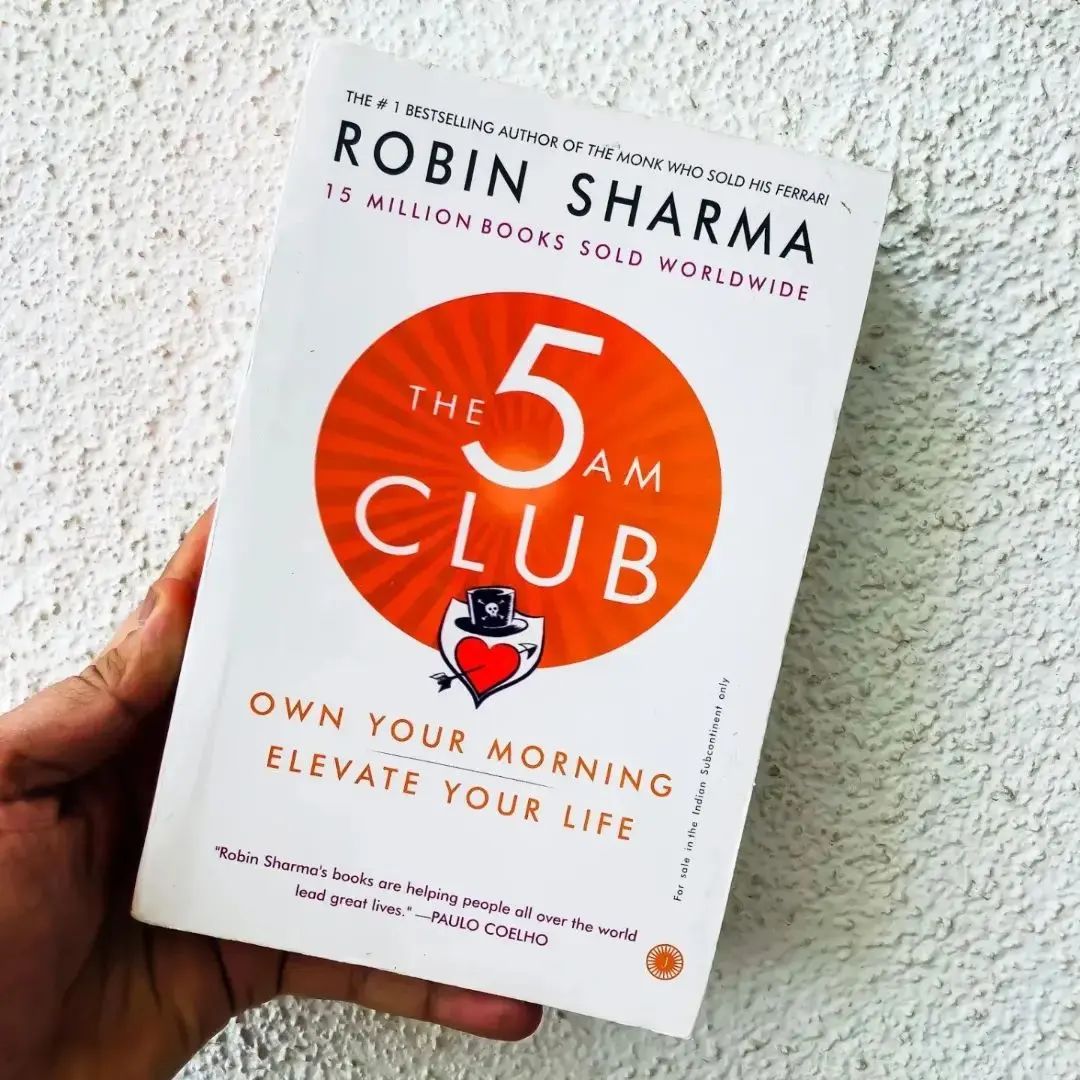 THE # 1 BESTSELLING AUTHOR OF THE MONK WHO SOLD HIS FERRARI
ROBIN SHARMA
15 MILLION BOOKS SOLD WORLDWIDE
THE 5 AM
CLUB
OWN YOUR MORNING
ELEVATE YOUR LIFE
For sale in the Indian Subcontinent only
"Robin Sharma's books are helping people all over the world
lead great lives." —PAULO COELHO
J